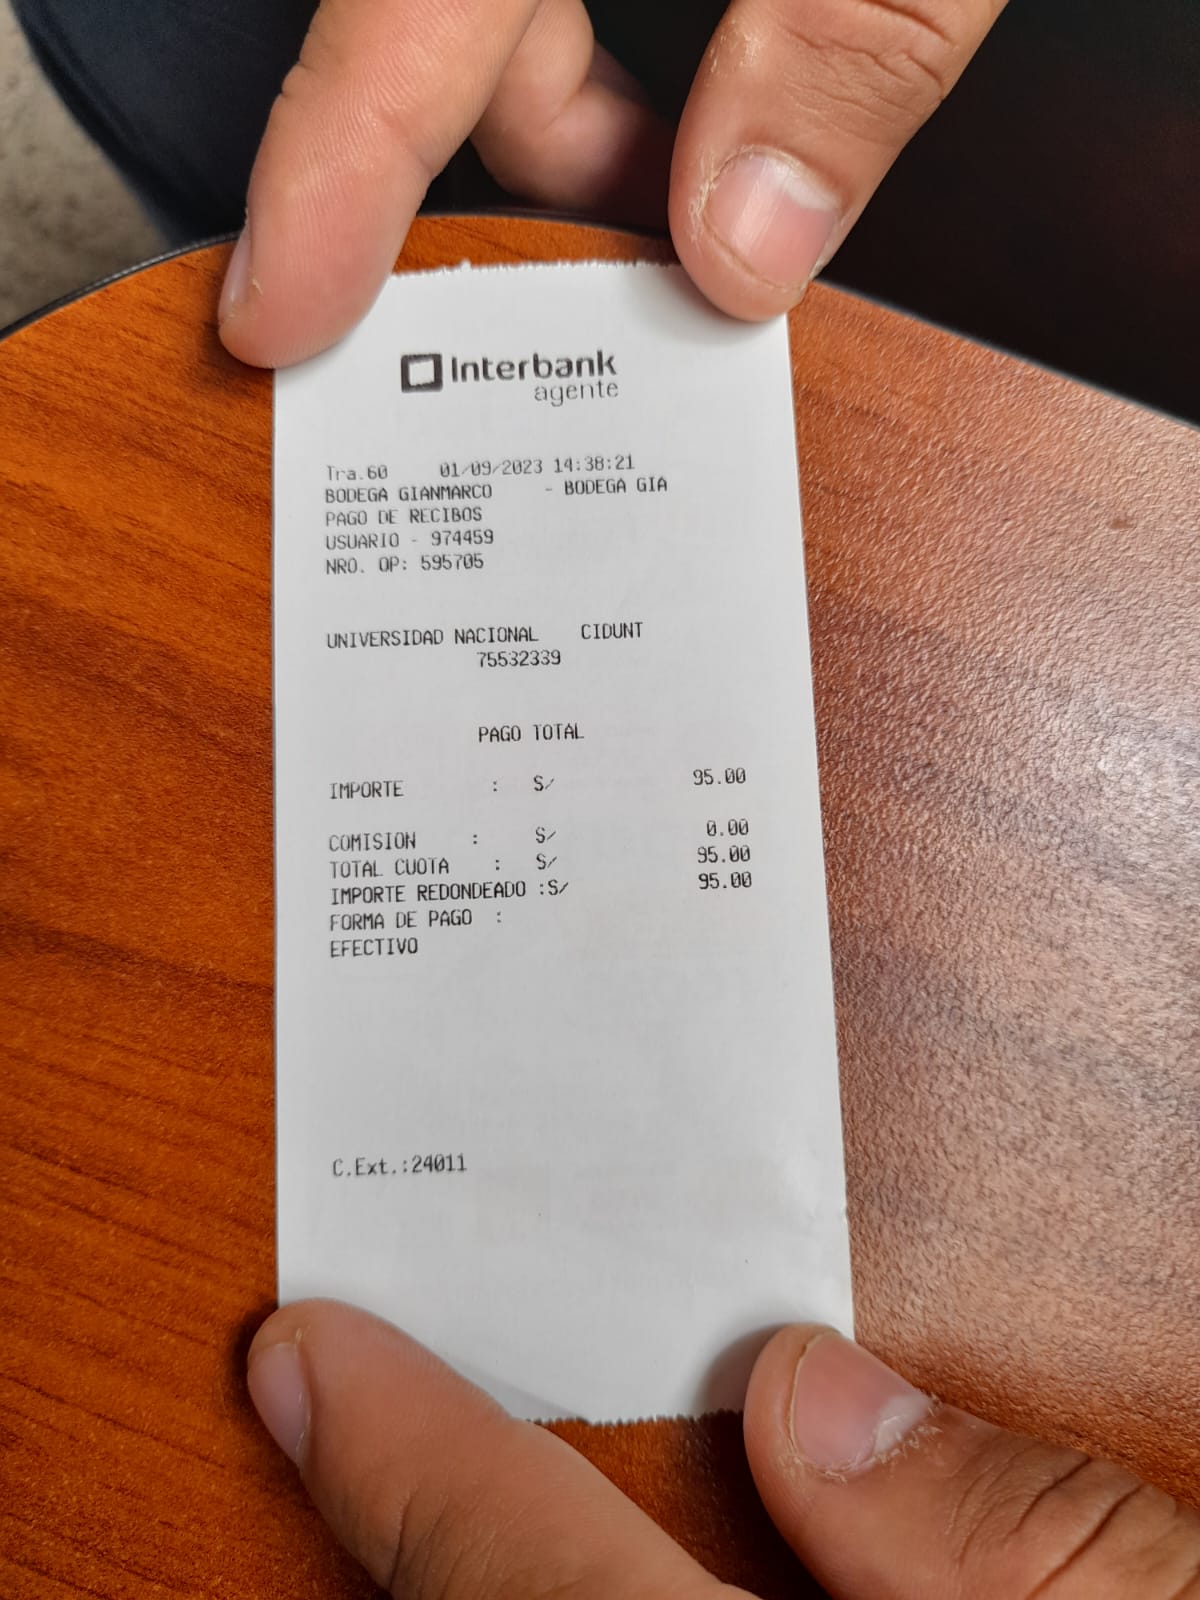 Interbank
agente
Tra.60 01/09/2023 14:38:21
BODEGA GIANMARCO - BODEGA GIA
PAGO DE RECIBOS
USUARIO - 974459
NRO. OP: 595705
UNIVERSIDAD NACIONAL CIDUNT
75532339
PAGO TOTAL
IMPORTE : S/ 95.00
COMISION : S/ 0.00
TOTAL CUOTA : S/ 95.00
IMPORTE REDONDEADO :S/ 95.00
FORMA DE PAGO :
EFECTIVO
C.Ext.:24011